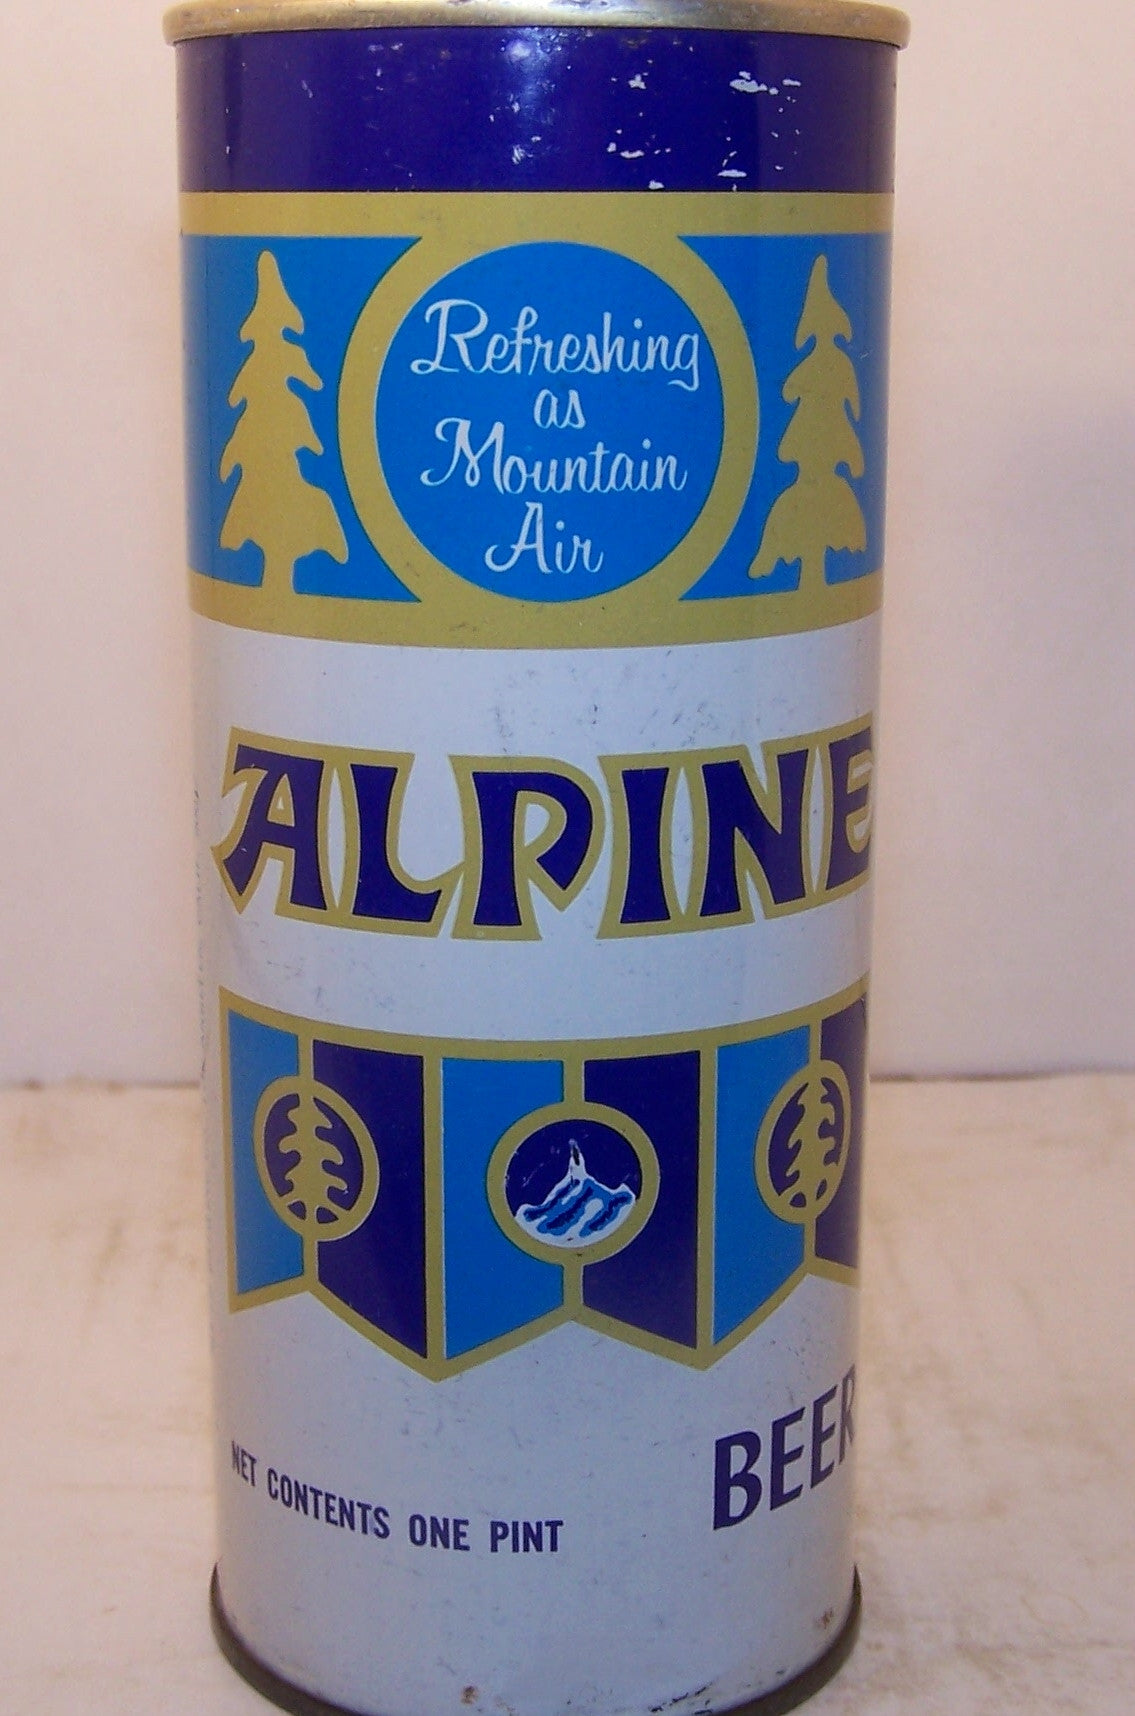 Refreshing
as
Mountain
Air
ALPINE
BEER
NET CONTENTS ONE PINT